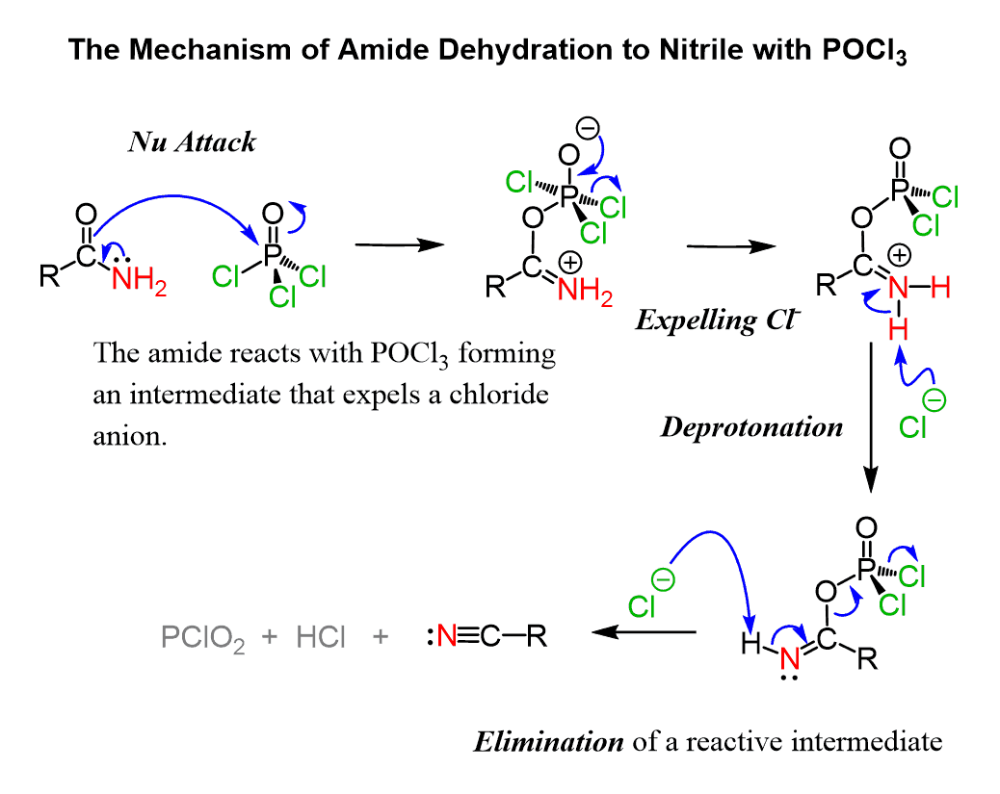 The Mechanism of Amide Dehydration to Nitrile with POCl₃
Nu Attack
O
C
R
NH₂
O
P
Cl
Cl
Cl
The amide reacts with POCl₃ forming
an intermediate that expels a chloride
anion.
⊖
O
Cl
P
Cl
Cl
O
C
⊕
R
NH₂
Expelling Cl⁻
O
P
Cl
Cl
O
C
⊕
R
N–H
H
Cl⊖
Deprotonation
O
P
Cl
Cl
O
C
H
N
R
Cl⊖
PClO₂ + HCl + :N≡C–R
Elimination of a reactive intermediate